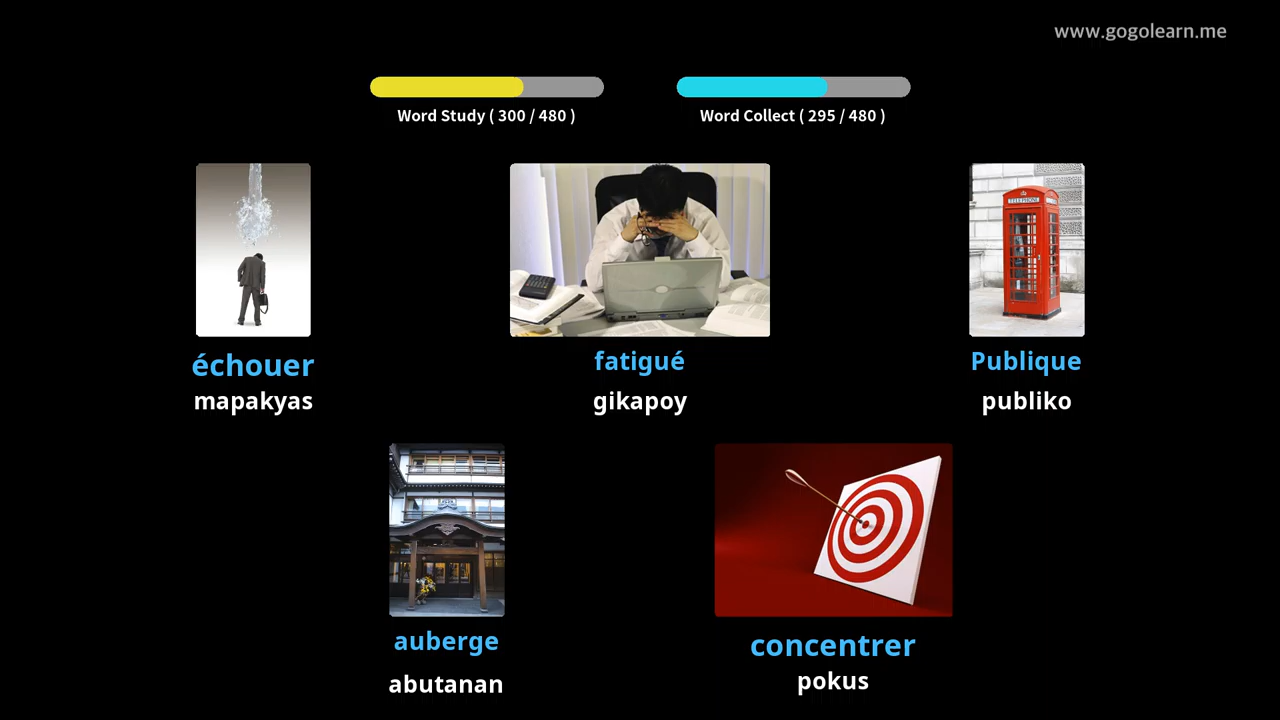 www.gogolearn.me
Word Study ( 300 / 480 )
Word Collect ( 295 / 480 )
TELEPHONE
échouer
mapakyas
fatigué
gikapoy
Publique
publiko
auberge
abutanan
concentrer
pokus